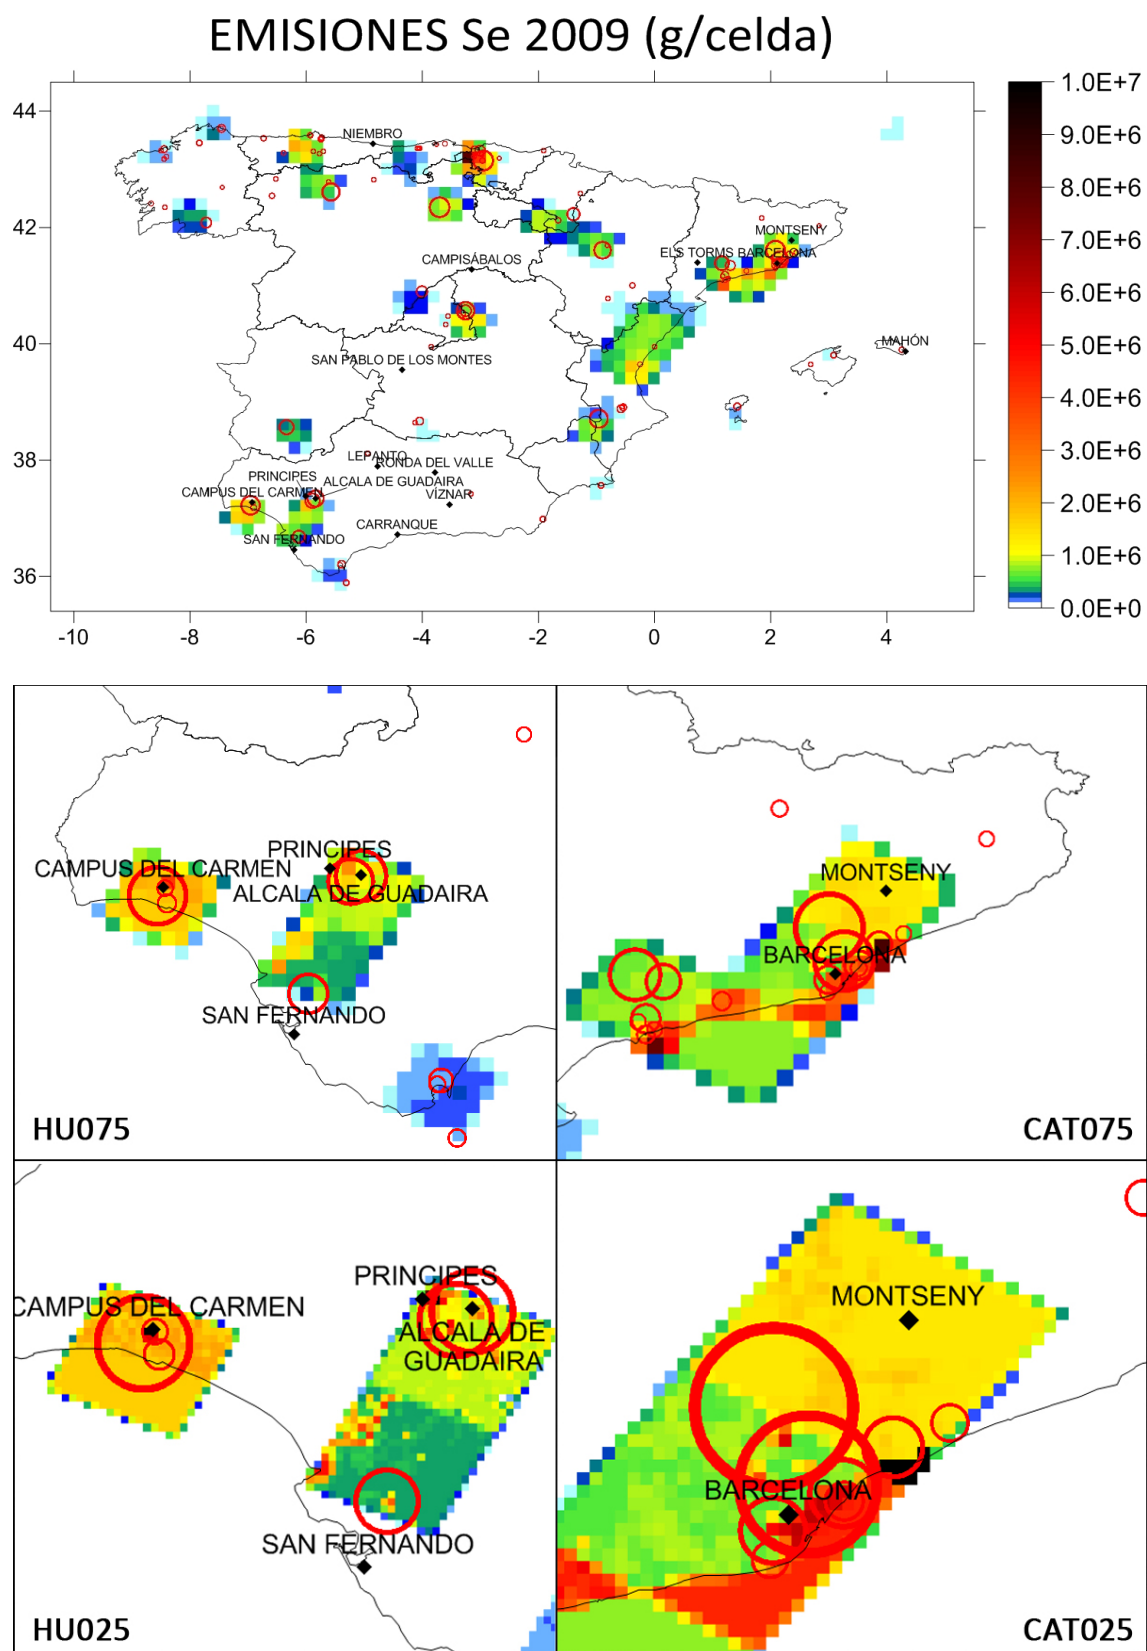 EMISIONES Se 2009 (g/celda)
44
42
40
38
36
-10
-8
-6
-4
-2
0
2
4
NIEMBRO
MONTSENY
ELS TORMS BARCELONA
CAMPISÁBALOS
MAHÓN
SAN PABLO DE LOS MONTES
LEPANTO
RONDA DEL VALLE
PRINCIPES
ALCALA DE GUADAIRA
CAMPUS DEL CARMEN
VÍZNAR
SAN FERNANDO
CARRANQUE
1.0E+7
9.0E+6
8.0E+6
7.0E+6
6.0E+6
5.0E+6
4.0E+6
3.0E+6
2.0E+6
1.0E+6
0.0E+0
PRINCIPES
CAMPUS DEL CARMEN
ALCALA DE GUADAIRA
SAN FERNANDO
HU075
MONTSENY
BARCELONA
CAT075
PRINCIPES
CAMPUS DEL CARMEN
ALCALA DE
GUADAIRA
SAN FERNANDO
HU025
MONTSENY
BARCELONA
CAT025